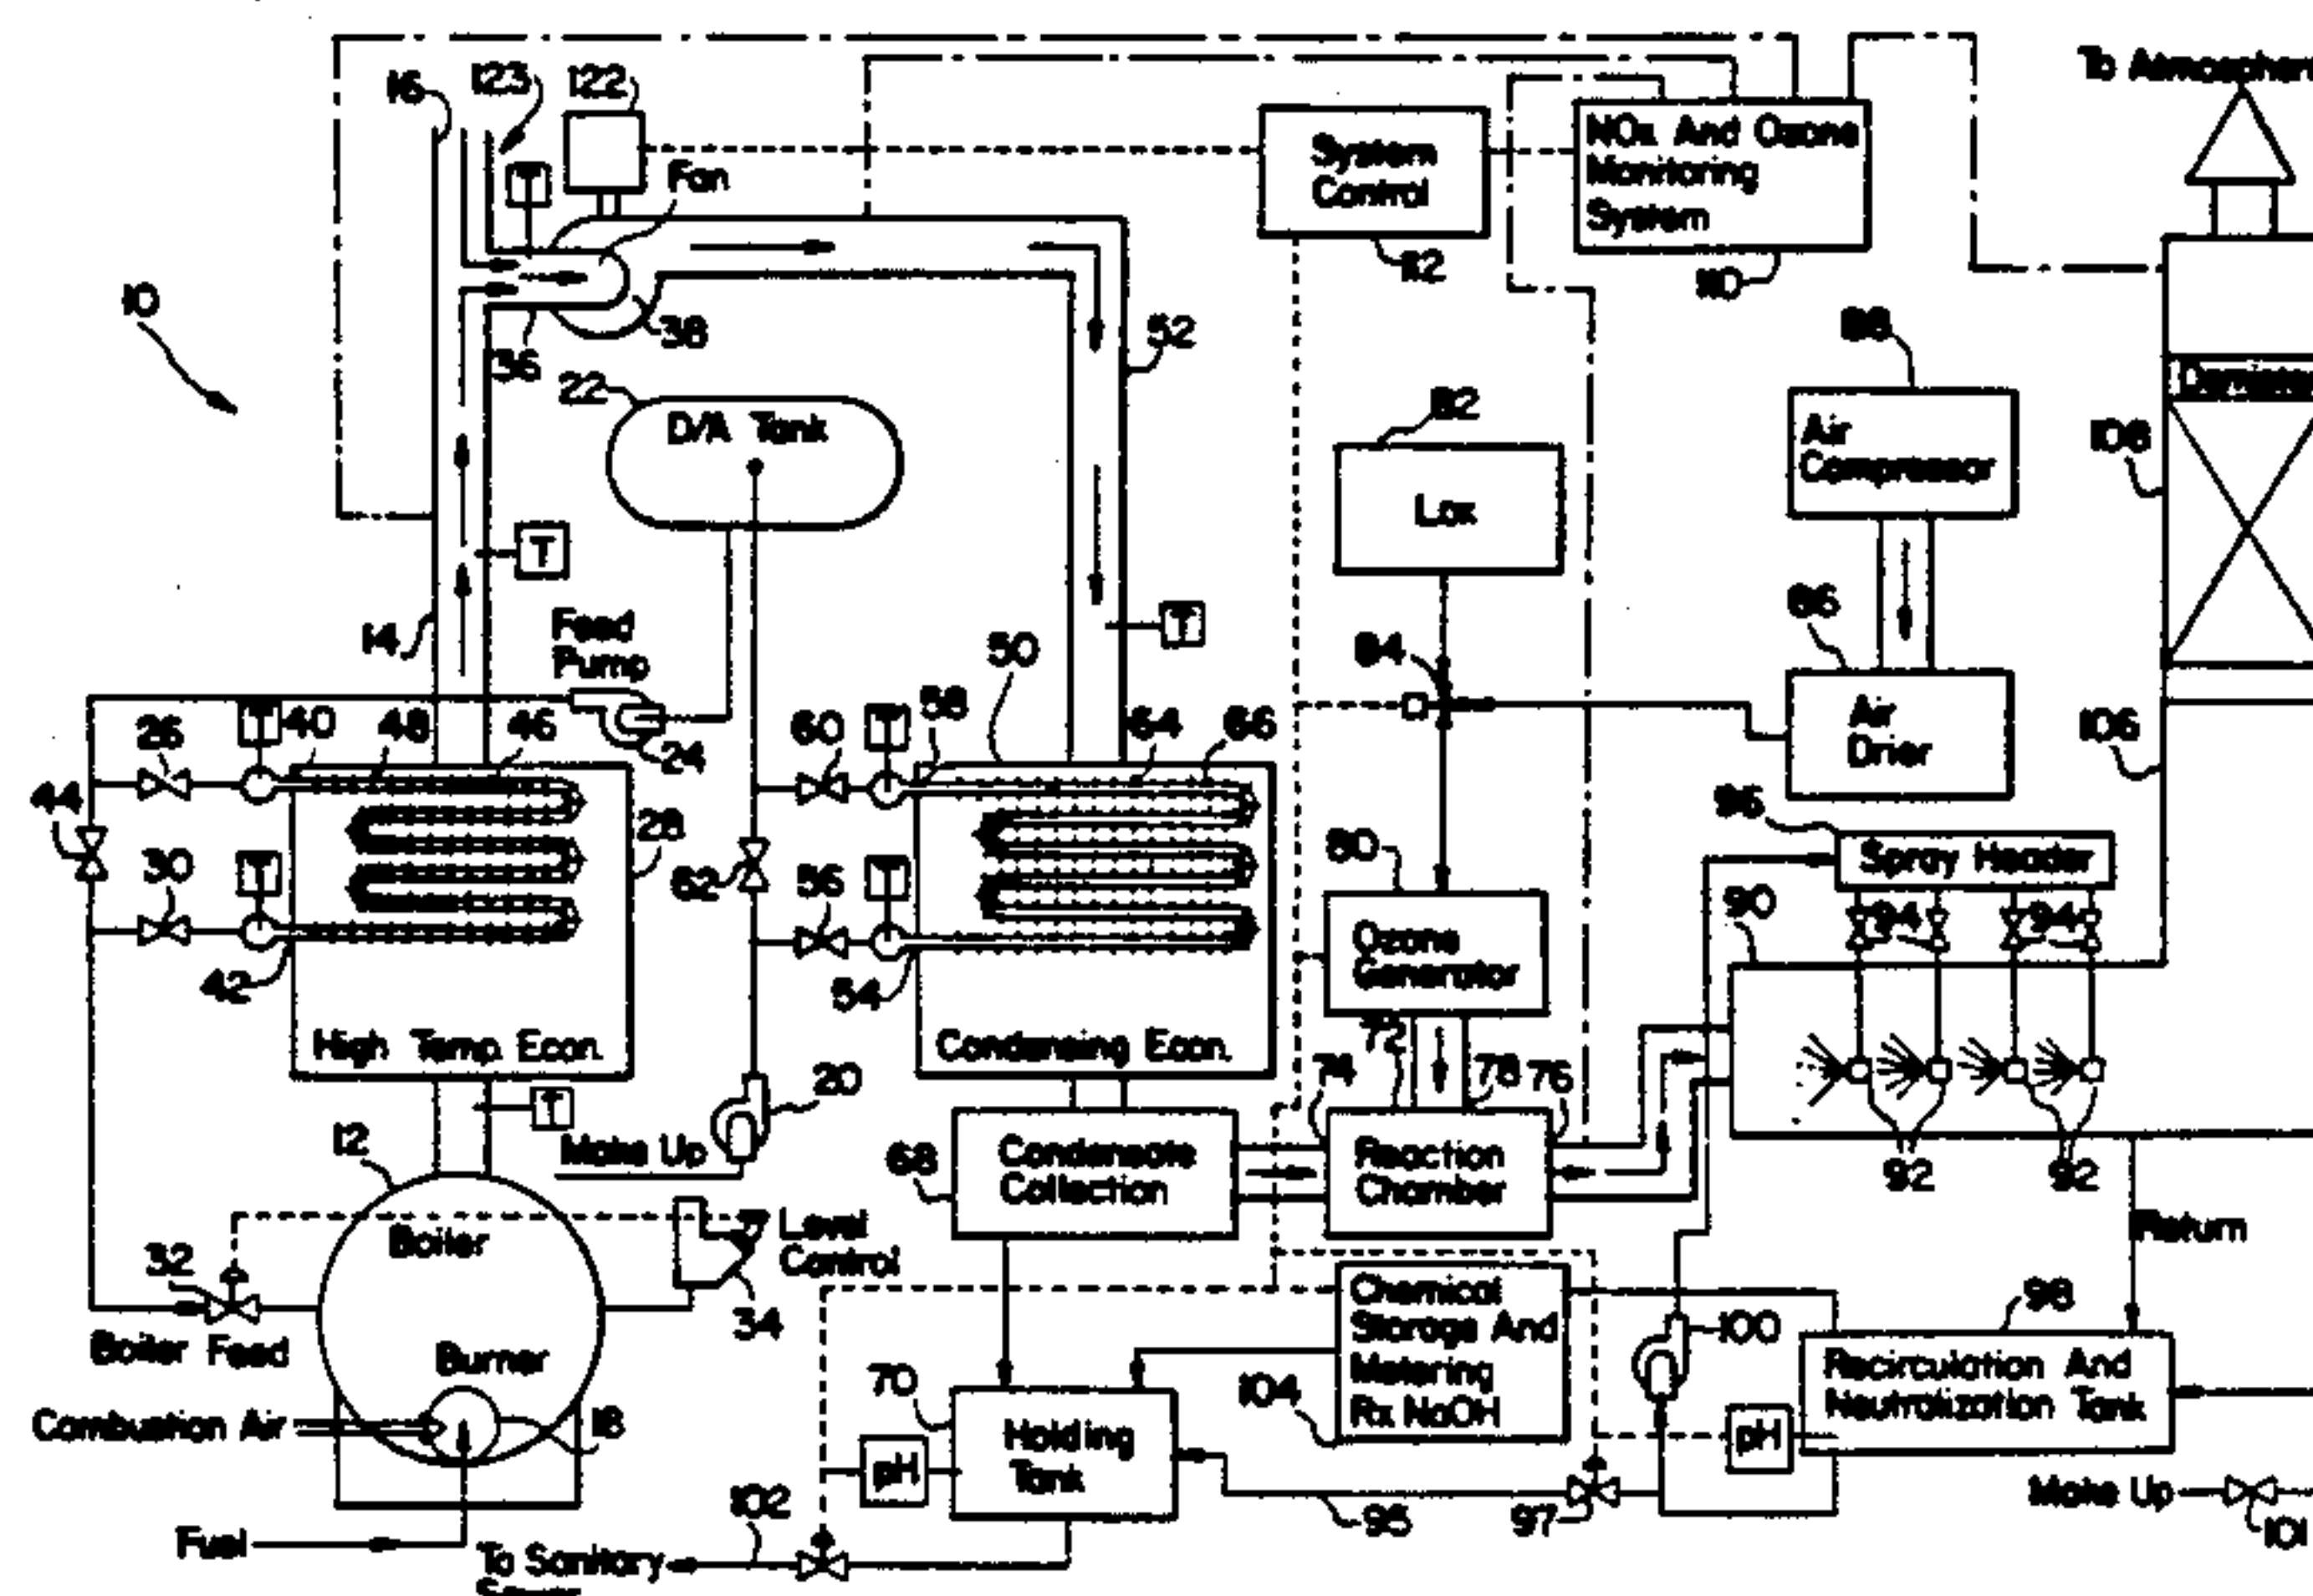 To Atmosphere
16
123
122
Fan
System
Control
112
NOx And Ozone
Monitoring
System
110
10
36
38
52
22
D/A Tank
88
Air
Compressor
82
Lox
108
Demister
T
T
T
14
Feed
Pump
24
50
84
86
Air
Drier
106
26
T
40
48
46
60
T
58
64
66
44
28
30
T
42
62
56
T
54
80
Ozone
Generator
96
Spray Header
90
94
94
High Temp. Econ.
Condensing Econ.
72
74
78
76
T
20
12
Make Up
68
Condensate
Collection
Reaction
Chamber
92
92
Boiler
Level
Control
34
32
Boiler Feed
Burner
Combustion Air
18
Fuel
Return
98
100
Chemical
Storage And
Metering
Rx NaOH
104
Recirculation And
Neutralization Tank
pH
70
Holding
Tank
pH
102
95
97
Make Up
101
To Sanitary
Sewer